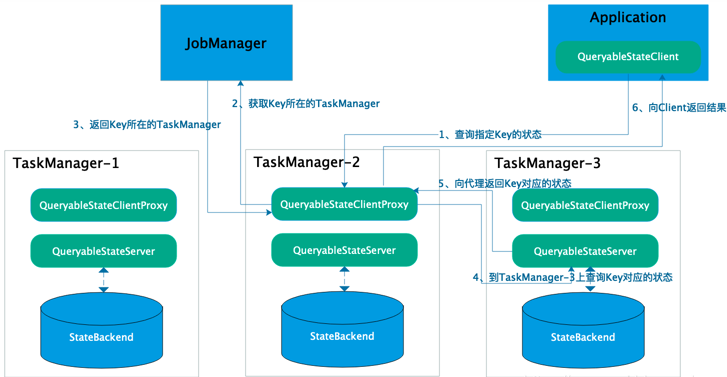 JobManager
Application
QueryableStateClient
2、获取Key所在的TaskManager
6、向Client返回结果
3、返回Key所在的TaskManager
1、查询指定Key的状态
TaskManager-1
TaskManager-2
TaskManager-3
5、向代理返回Key对应的状态
QueryableStateClientProxy
QueryableStateClientProxy
QueryableStateClientProxy
QueryableStateServer
QueryableStateServer
QueryableStateServer
4、到TaskManager-3上查询Key对应的状态
StateBackend
StateBackend
StateBackend